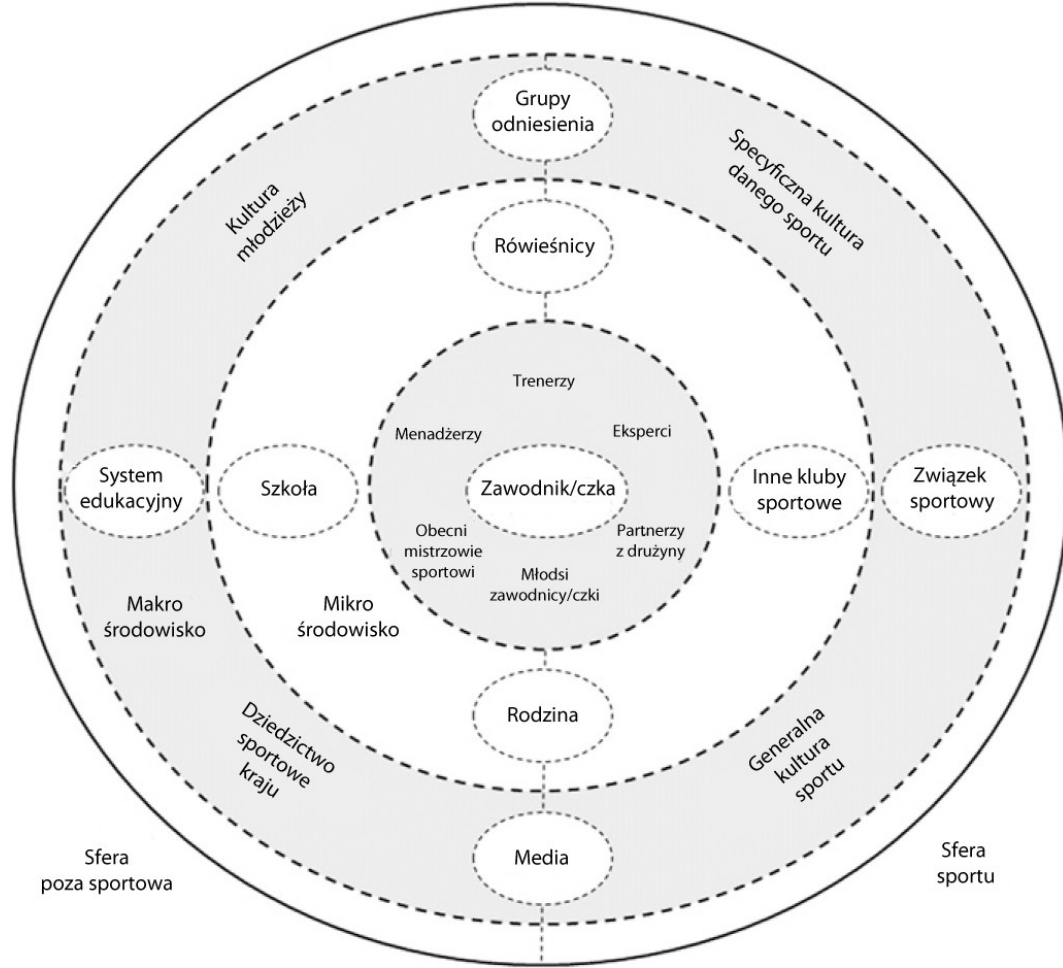 Grupy
odniesienia
Kultura
młodzieży
Specyficzna kultura
danego sportu
Rówieśnicy
Trenerzy
Menadżerzy
Eksperci
System
edukacyjny
Szkoła
Zawodnik/czka
Inne kluby
sportowe
Związek
sportowy
Obecni
mistrzowie
sportowi
Partnerzy
z drużyny
Młodsi
zawodnicy/czki
Makro
środowisko
Mikro
środowisko
Rodzina
Dziedzictwo
sportowe
kraju
Generalna
kultura
sportu
Media
Sfera
poza sportowa
Sfera
sportu